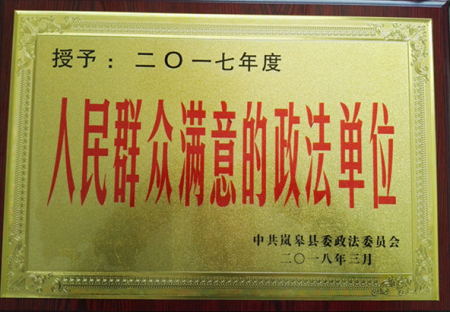 授予：二〇一七年度
人民群众满意的政法单位
中共岚皋县委政法委员会
二〇一八年三月